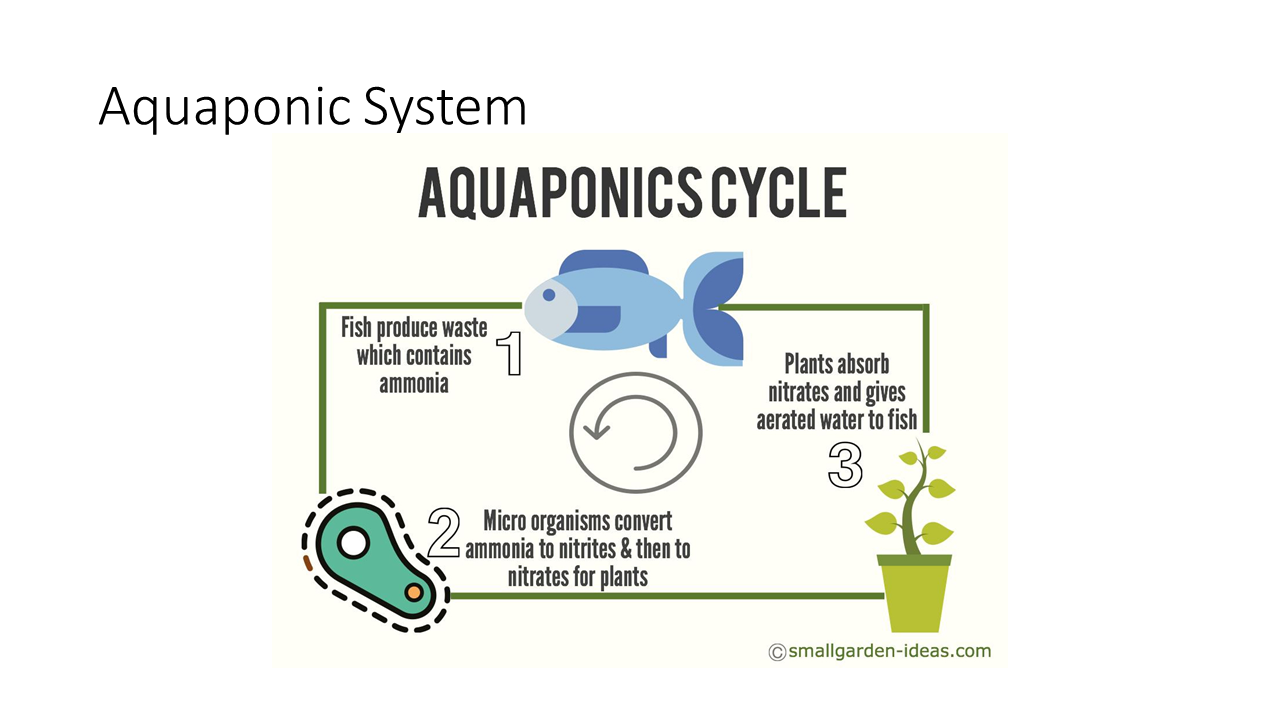 Aquaponic System
AQUAPONICS CYCLE
Fish produce waste
which contains
ammonia
1
Plants absorb
nitrates and gives
aerated water to fish
3
2
Micro organisms convert
ammonia to nitrites & then to
nitrates for plants
©smallgarden-ideas.com